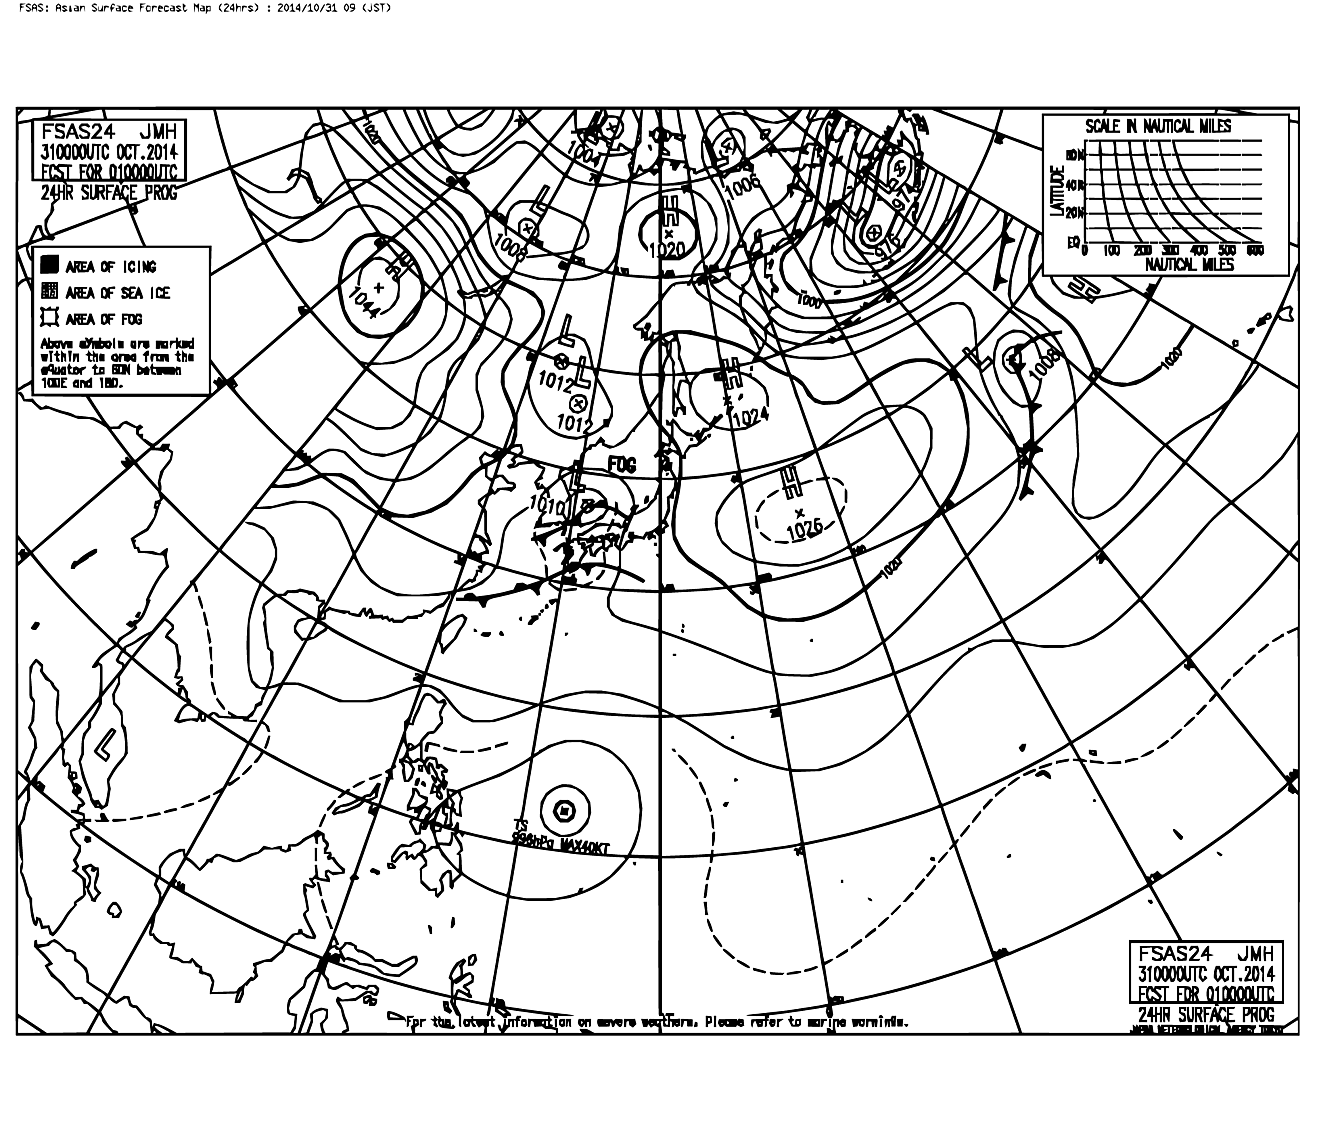 FSAS: Asian Surface Forecast Map (24hrs) : 2014/10/31 09 (JST)
FSAS24 JMH
310000UTC OCT.2014
FCST FOR 010000UTC
24HR SURFACE PROG
AREA OF ICING
AREA OF SEA ICE
AREA OF FOG
Above symbols are marked
within the area from the
equator to 60N between
100E and 180.
SCALE IN NAUTICAL MILES
LATITUDE
60N
40N
20N
EQ
0 100 200 300 400 500 600
NAUTICAL MILES
1020
L
1004
L
1006
L
974
L
976
L
1008
H
1020
H
1044
1000
L
1012
L
1012
H
1024
L
1008
1020
FOG
L
1010
H
1026
1020
L
TS
998hPa MAX40KT
For the latest information on severe weathers, Please refer to marine warnings.
FSAS24 JMH
310000UTC OCT.2014
FCST FOR 010000UTC
24HR SURFACE PROG
JAPAN METEOROLOGICAL AGENCY TOKYO